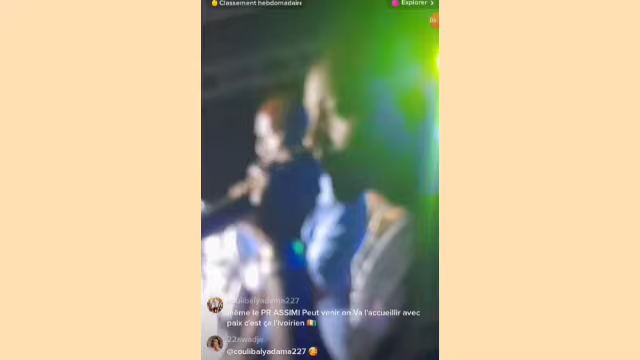 Classement hebdomadaire
Explorer >
coulibalyadama227
même le PR ASSIMI Peut venir on Va l'accueillir avec
paix c'est ça l'ivoirien
22awadje
@coulibalyadama227 🥰